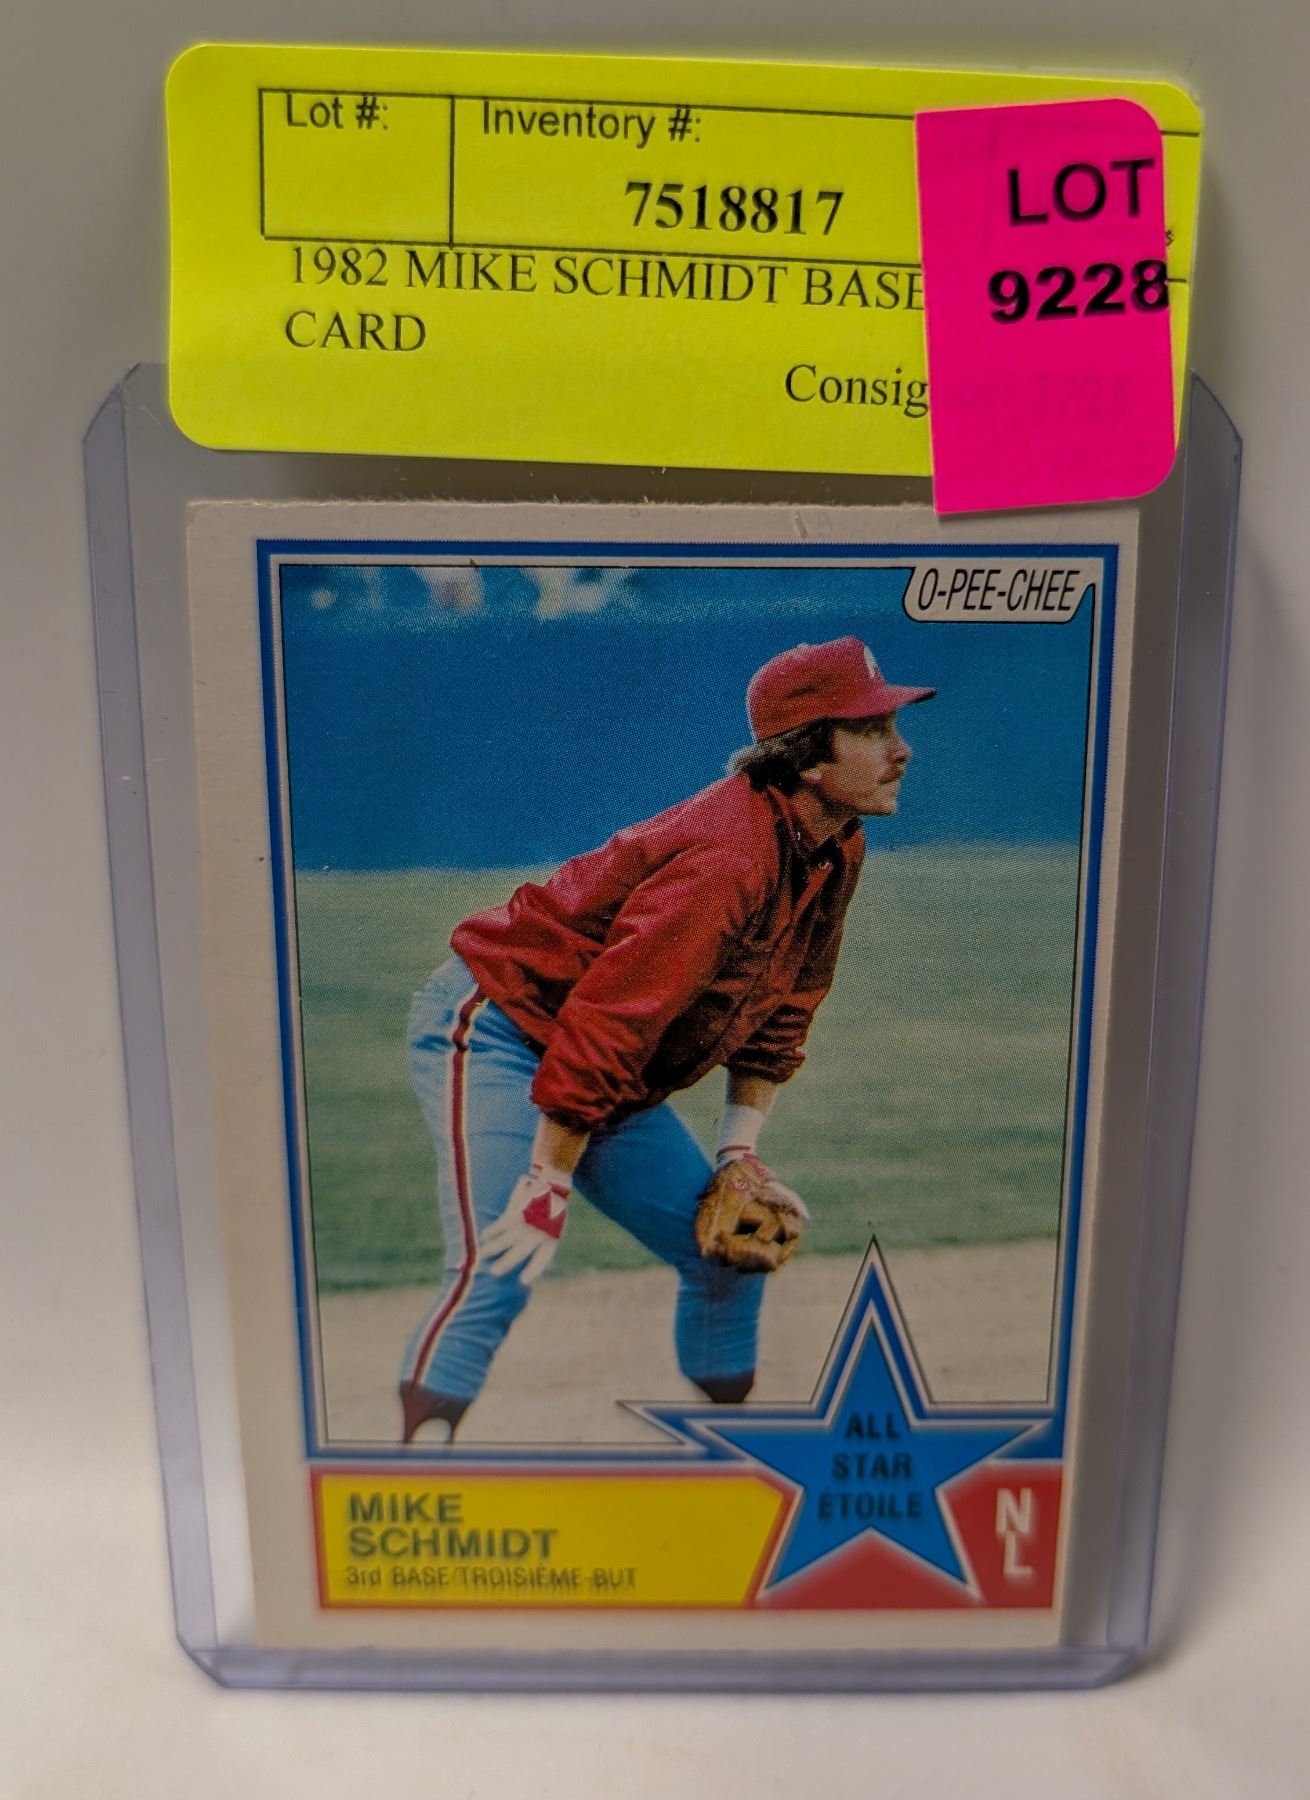 Lot #:
Inventory #:
7518817
LOT
9228
1982 MIKE SCHMIDT BASE
CARD
Consig
O-PEE-CHEE
ALL
STAR
ÉTOILE
MIKE
SCHMIDT
3rd BASE/TROISIÈME-BUT
NL